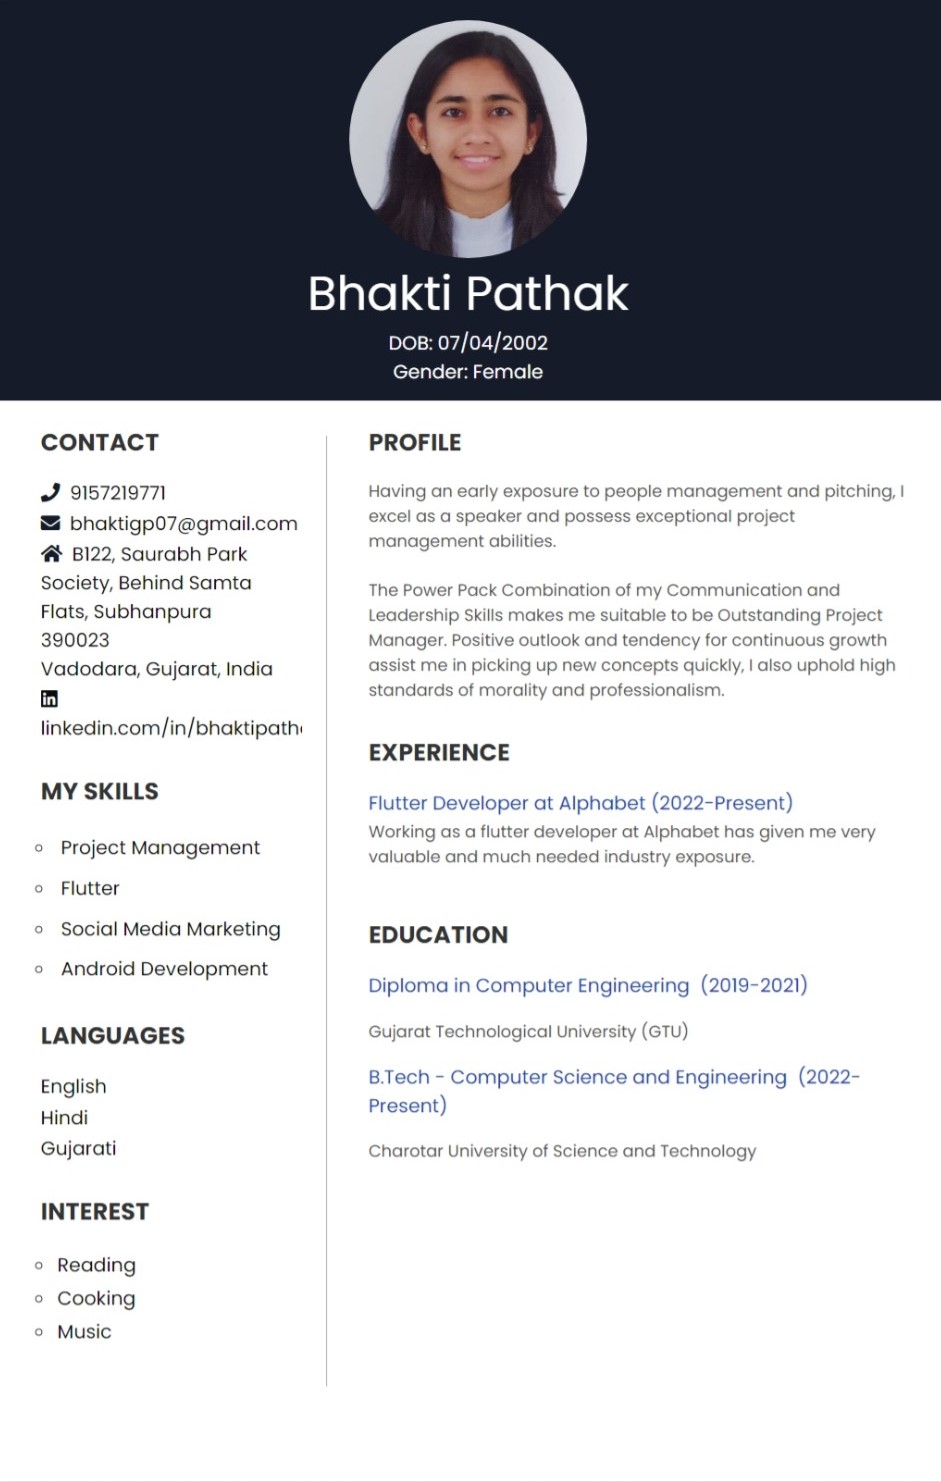 Bhakti Pathak
DOB: 07/04/2002
Gender: Female
CONTACT
9157219771
bhaktigp07@gmail.com
B122, Saurabh Park
Society, Behind Samta
Flats, Subhanpura
390023
Vadodara, Gujarat, India
in
linkedin.com/in/bhaktipath
MY SKILLS
Project Management
Flutter
Social Media Marketing
Android Development
LANGUAGES
English
Hindi
Gujarati
INTEREST
Reading
Cooking
Music
PROFILE
Having an early exposure to people management and pitching, I
excel as a speaker and possess exceptional project
management abilities.
The Power Pack Combination of my Communication and
Leadership Skills makes me suitable to be Outstanding Project
Manager. Positive outlook and tendency for continuous growth
assist me in picking up new concepts quickly, I also uphold high
standards of morality and professionalism.
EXPERIENCE
Flutter Developer at Alphabet (2022-Present)
Working as a flutter developer at Alphabet has given me very
valuable and much needed industry exposure.
EDUCATION
Diploma in Computer Engineering (2019-2021)
Gujarat Technological University (GTU)
B.Tech - Computer Science and Engineering (2022-
Present)
Charotar University of Science and Technology